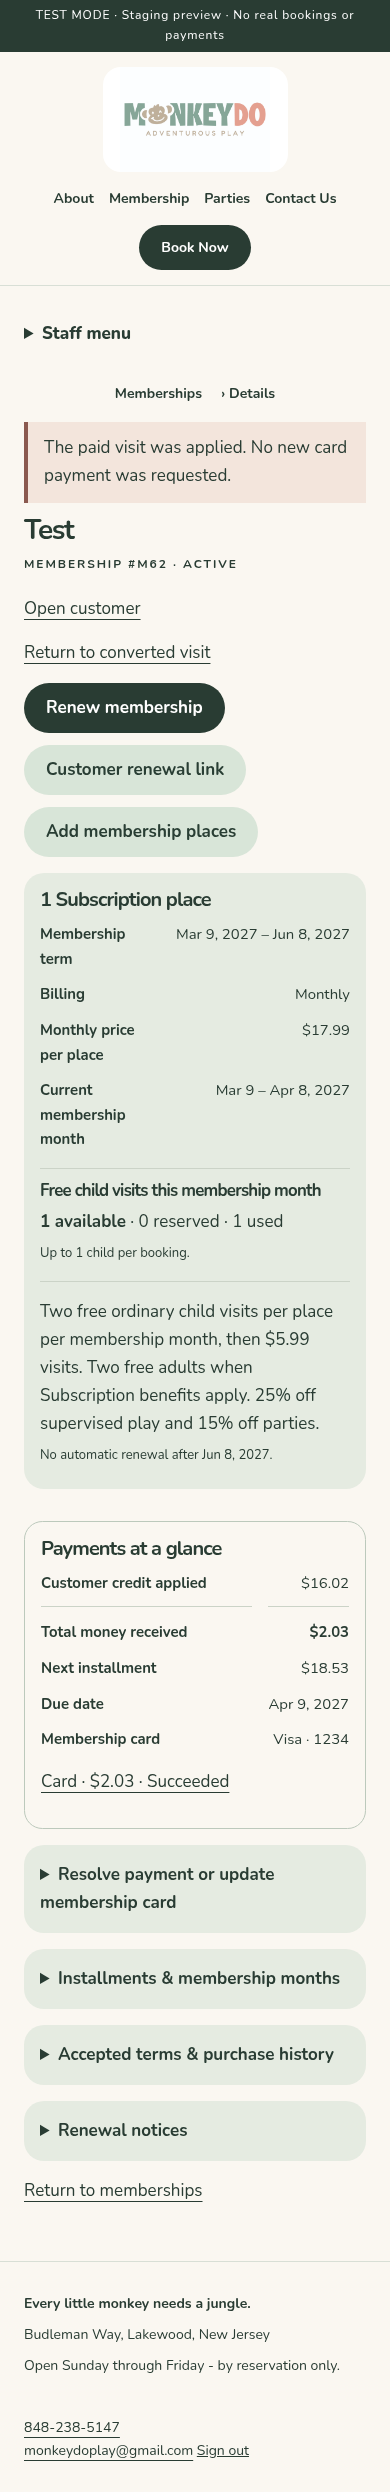 TEST MODE · Staging preview · No real bookings or
payments
MONKEYDO
ADVENTUROUS PLAY
About Membership Parties Contact Us
Book Now
▶ Staff menu
Memberships › Details
The paid visit was applied. No new card
payment was requested.
Test
MEMBERSHIP #M62 · ACTIVE
Open customer
Return to converted visit
Renew membership
Customer renewal link
Add membership places
1 Subscription place
Membership
term
Mar 9, 2027 – Jun 8, 2027
Billing Monthly
Monthly price
per place
$17.99
Current
membership
month
Mar 9 – Apr 8, 2027
Free child visits this membership month
1 available · 0 reserved · 1 used
Up to 1 child per booking.
Two free ordinary child visits per place
per membership month, then $5.99
visits. Two free adults when
Subscription benefits apply. 25% off
supervised play and 15% off parties.
No automatic renewal after Jun 8, 2027.
Payments at a glance
Customer credit applied $16.02
Total money received $2.03
Next installment $18.53
Due date Apr 9, 2027
Membership card Visa · 1234
Card · $2.03 · Succeeded
▶ Resolve payment or update
membership card
▶ Installments & membership months
▶ Accepted terms & purchase history
▶ Renewal notices
Return to memberships
Every little monkey needs a jungle.
Budleman Way, Lakewood, New Jersey
Open Sunday through Friday - by reservation only.
848-238-5147
monkeydoplay@gmail.com Sign out